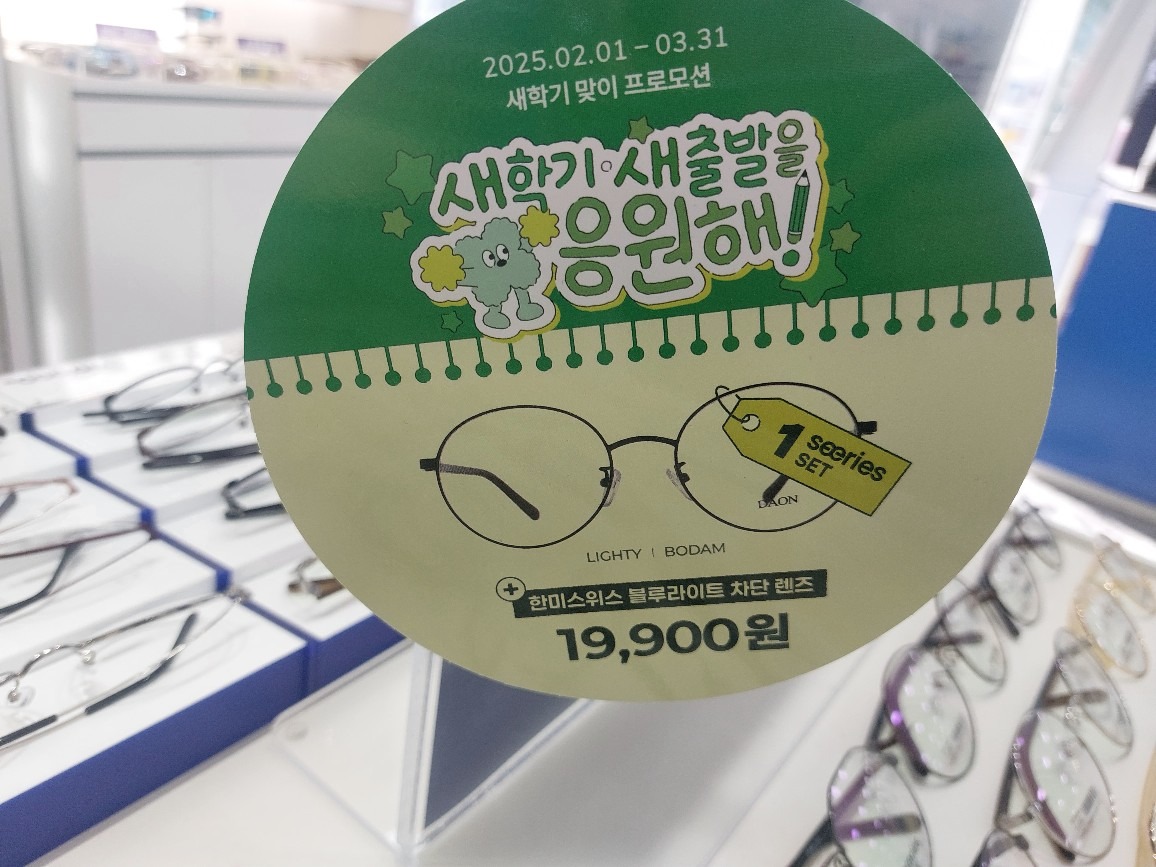 2025.02.01 – 03.31
새학기 맞이 프로모션
새학기·새출발을
응원해!
1 seeries
SET
DAON
LIGHTY | BODAM
+ 한미스위스 블루라이트 차단 렌즈
19,900원